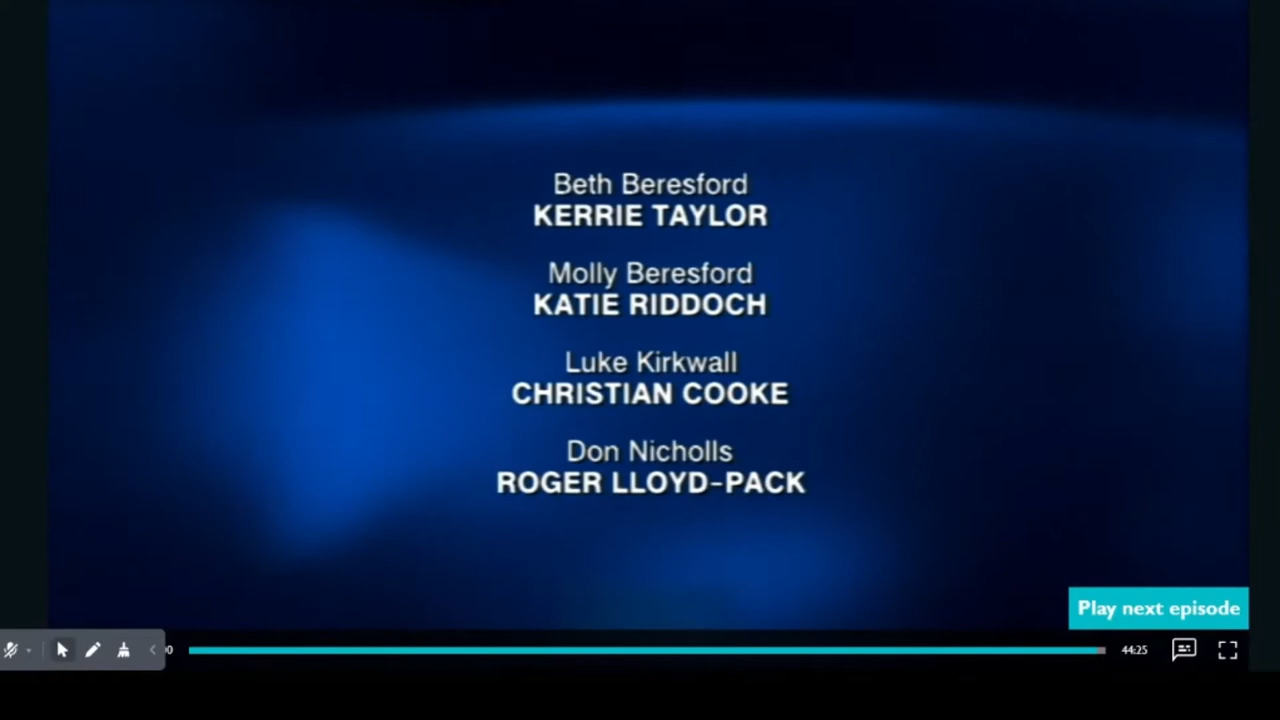 Beth Beresford
KERRIE TAYLOR
Molly Beresford
KATIE RIDDOCH
Luke Kirkwall
CHRISTIAN COOKE
Don Nicholls
ROGER LLOYD-PACK
Play next episode
44:25